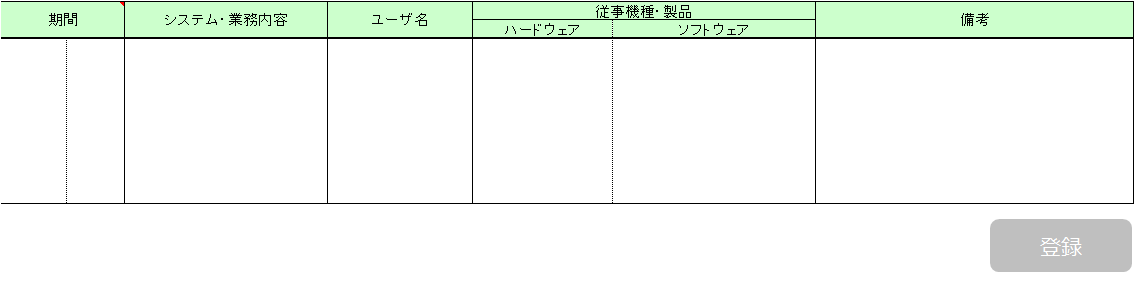 期間
システム・業務内容
ユーザ名
従事機種・製品
ハードウェア
ソフトウェア
備考
登録